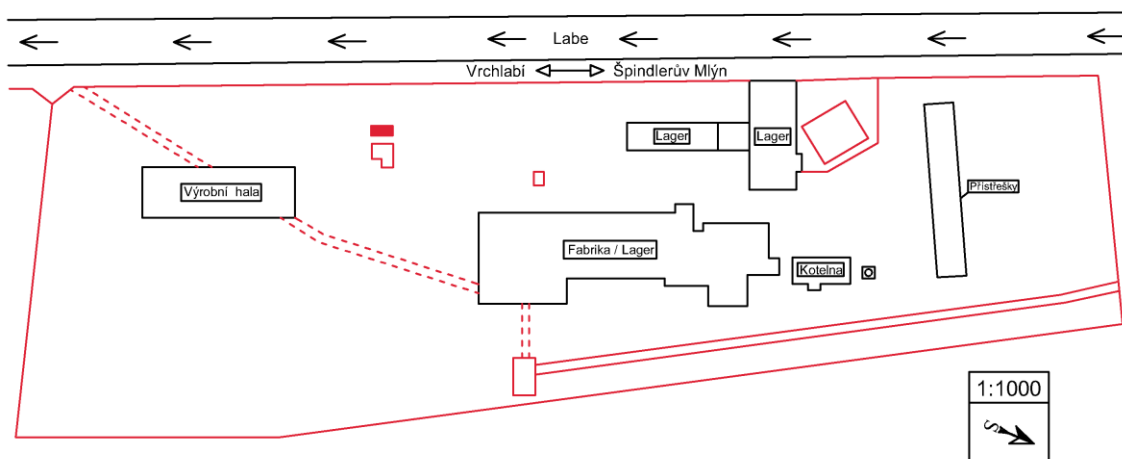 Labe
Vrchlabí Špindlerův Mlýn
Lager Lager
Výrobní hala
Přístřešky
Fabrika / Lager
Kotelna
1:1000
S